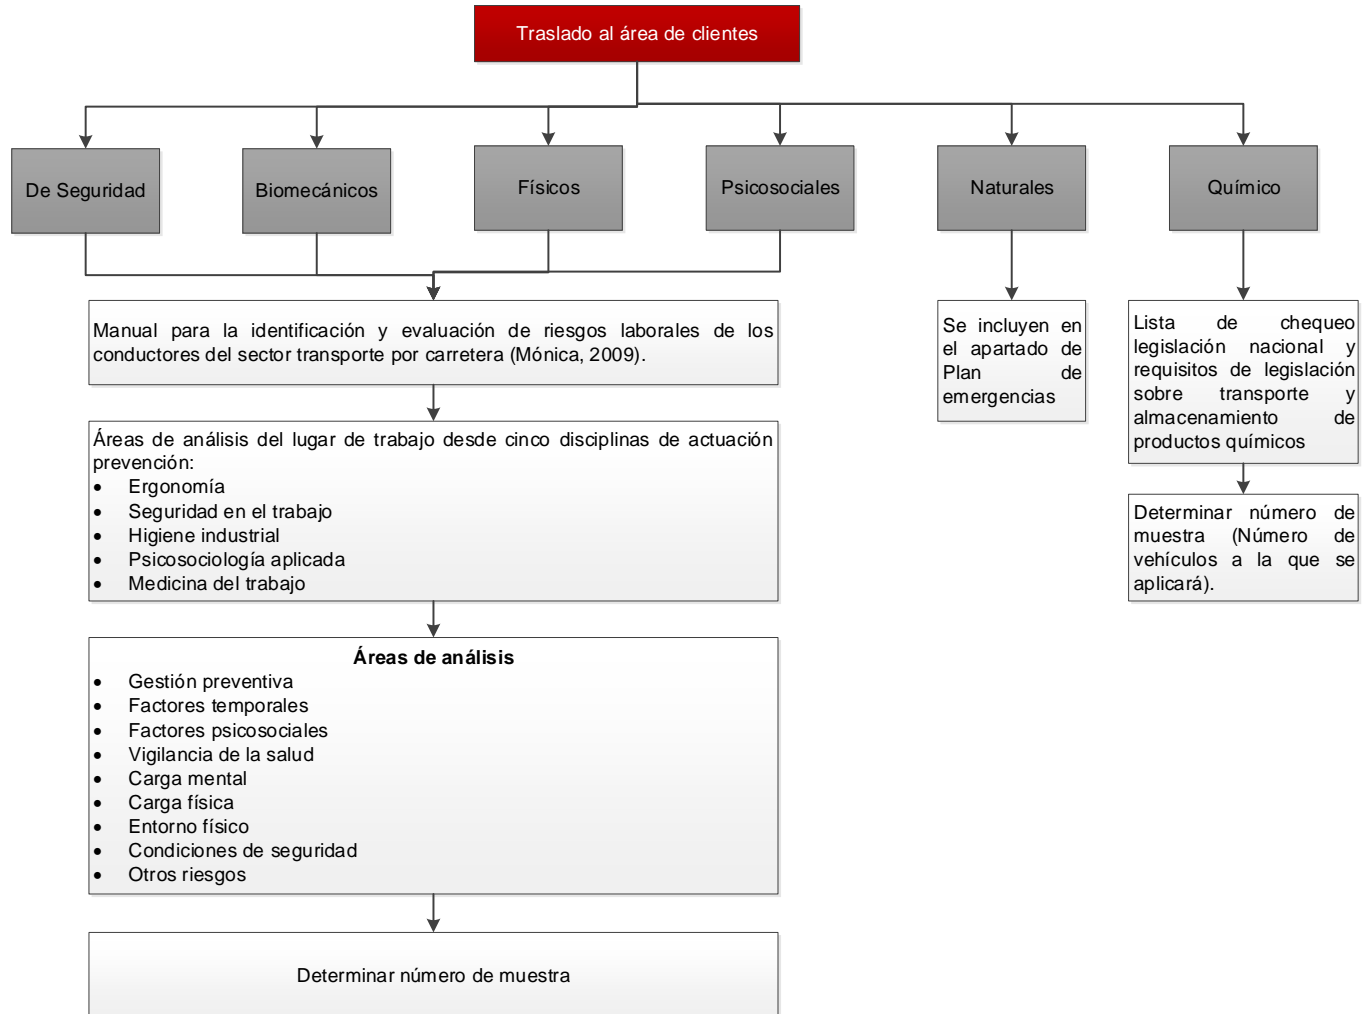 Traslado al área de clientes
De Seguridad
Biomecánicos
Físicos
Psicosociales
Naturales
Químico
Manual para la identificación y evaluación de riesgos laborales de los
conductores del sector transporte por carretera (Mónica, 2009).
Se incluyen en
el apartado de
Plan de
emergencias
Lista de chequeo
legislación nacional y
requisitos de legislación
sobre transporte y
almacenamiento de
productos químicos
Áreas de análisis del lugar de trabajo desde cinco disciplinas de actuación
prevención:
• Ergonomía
• Seguridad en el trabajo
• Higiene industrial
• Psicosociología aplicada
• Medicina del trabajo
Determinar número de
muestra (Número de
vehículos a la que se
aplicará).
Áreas de análisis
• Gestión preventiva
• Factores temporales
• Factores psicosociales
• Vigilancia de la salud
• Carga mental
• Carga física
• Entorno físico
• Condiciones de seguridad
• Otros riesgos
Determinar número de muestra